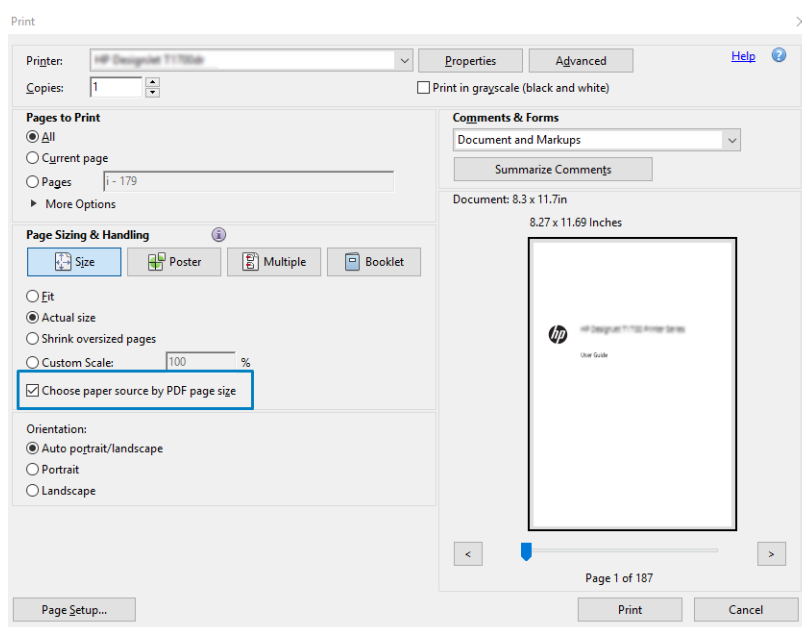 Print
Printer:
Properties
Advanced
Help
Copies: 1
Print in grayscale (black and white)
Pages to Print
All
Current page
Pages i - 179
More Options
Page Sizing & Handling
Size
Poster
Multiple
Booklet
Fit
Actual size
Shrink oversized pages
Custom Scale: 100 %
Choose paper source by PDF page size
Orientation:
Auto portrait/landscape
Portrait
Landscape
Comments & Forms
Document and Markups
Summarize Comments
Document: 8.3 x 11.7in
8.27 x 11.69 Inches
hp
User Guide
<
>
Page 1 of 187
Page Setup...
Print
Cancel